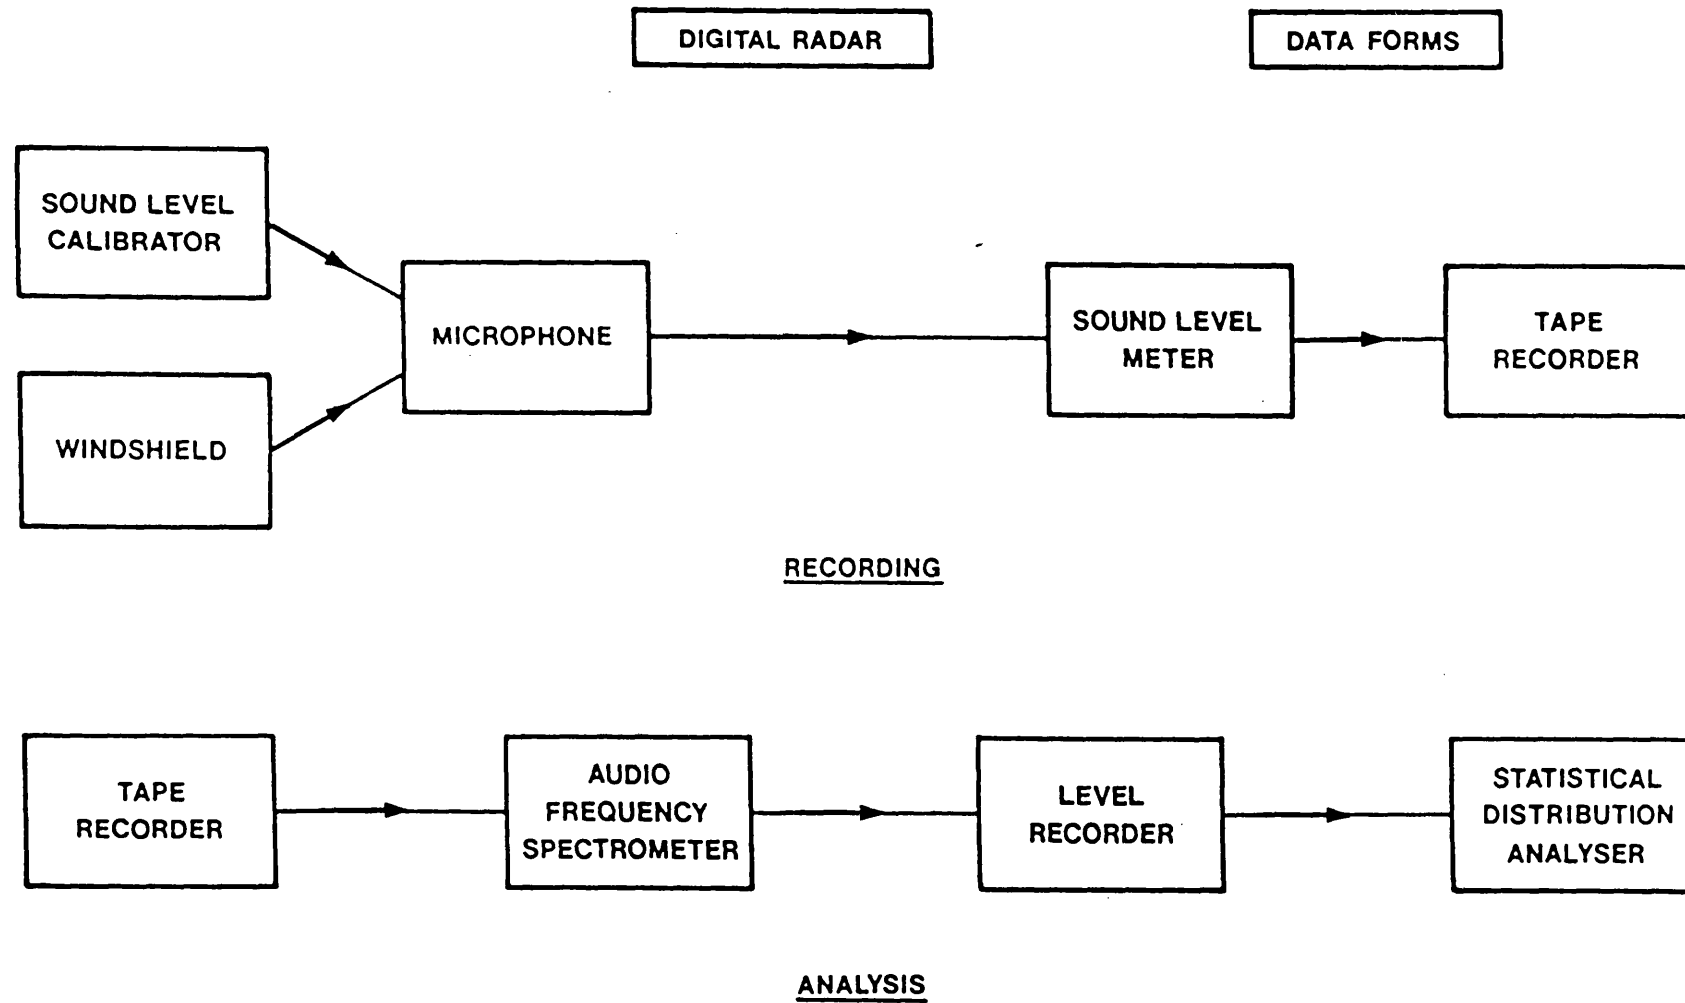 DIGITAL RADAR
DATA FORMS
SOUND LEVEL
CALIBRATOR
WINDSHIELD
MICROPHONE
SOUND LEVEL
METER
TAPE
RECORDER
RECORDING
TAPE
RECORDER
AUDIO
FREQUENCY
SPECTROMETER
LEVEL
RECORDER
STATISTICAL
DISTRIBUTION
ANALYSER
ANALYSIS